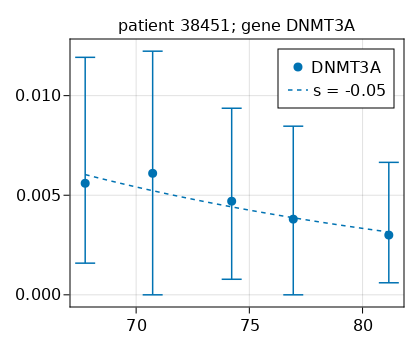 patient 38451; gene DNMT3A
DNMT3A
s = -0.05
0.010
0.005
0.000
70
75
80